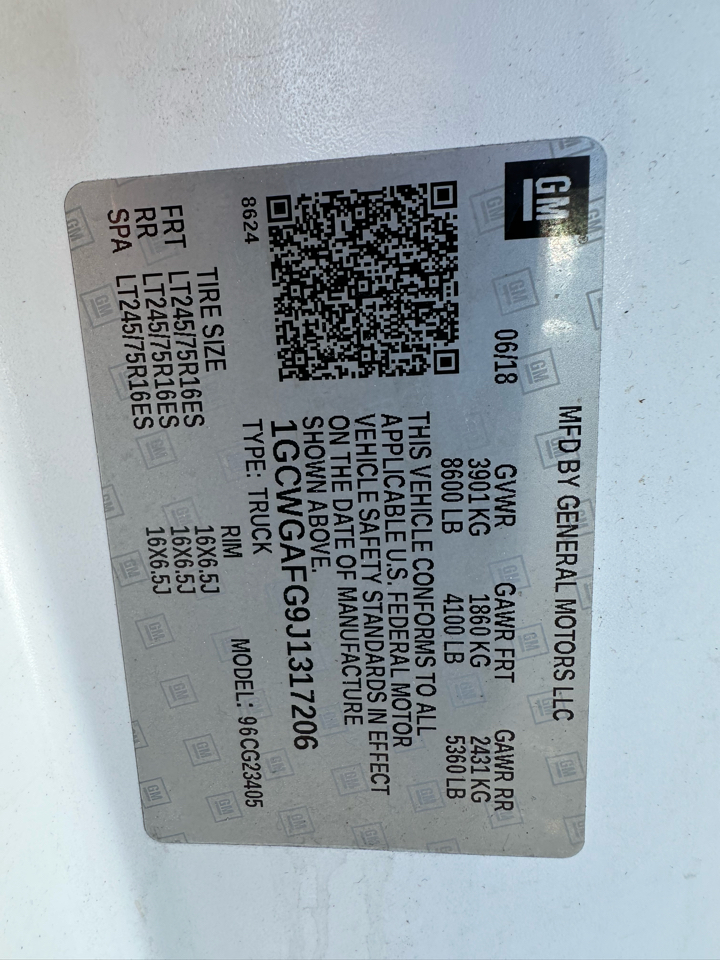 GM
MFD BY GENERAL MOTORS LLC
06/18
GVWR GAWR FRT GAWR RR
3901 KG 1860 KG 2431 KG
8600 LB 4100 LB 5360 LB
THIS VEHICLE CONFORMS TO ALL
APPLICABLE U.S. FEDERAL MOTOR
VEHICLE SAFETY STANDARDS IN EFFECT
ON THE DATE OF MANUFACTURE
SHOWN ABOVE.
1GCWGAFG9J1317206
8624
TYPE: TRUCK MODEL: 96CG23405
TIRE SIZE RIM
FRT LT245/75R16ES 16X6.5J
RR LT245/75R16ES 16X6.5J
SPA LT245/75R16ES 16X6.5J